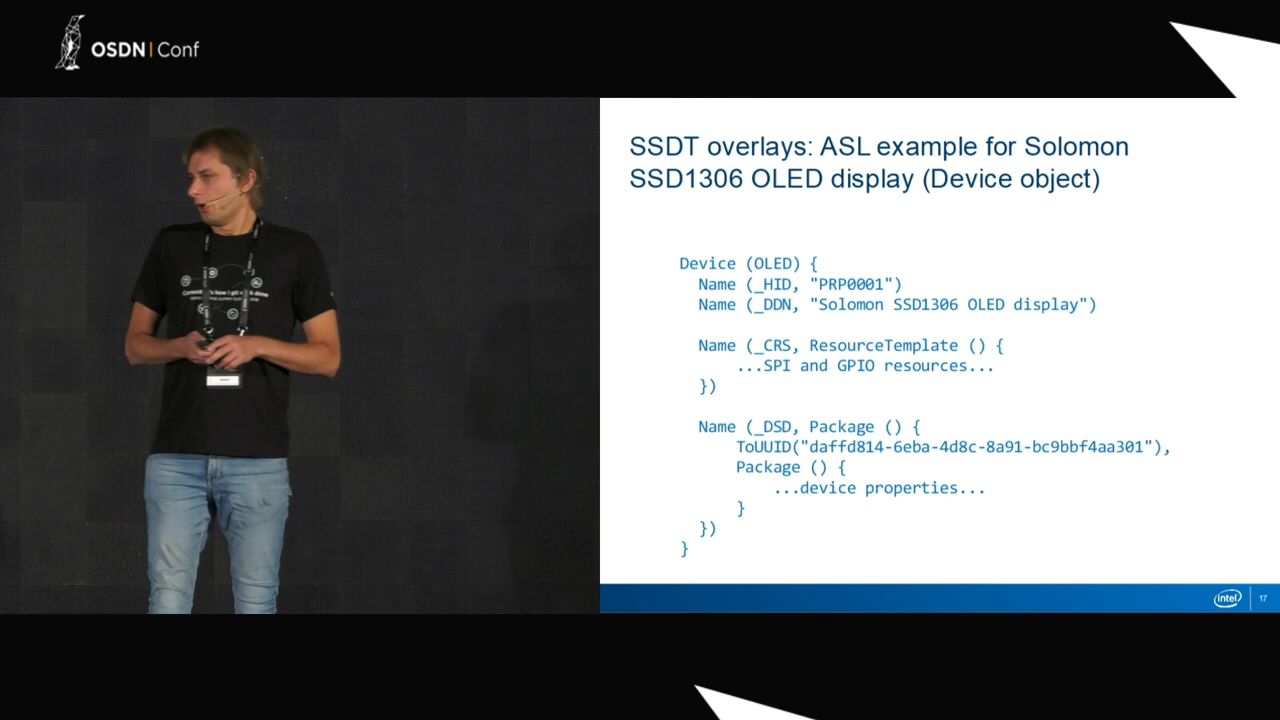 OSDN | Conf
SSDT overlays: ASL example for Solomon
SSD1306 OLED display (Device object)
Device (OLED) {
Name (_HID, "PRP0001")
Name (_DDN, "Solomon SSD1306 OLED display")
Name (_CRS, ResourceTemplate () {
...SPI and GPIO resources...
})
Name (_DSD, Package () {
ToUUID("daffd814-6eba-4d8c-8a91-bc9bbf4aa301"),
Package () {
...device properties...
}
})
}
intel
17